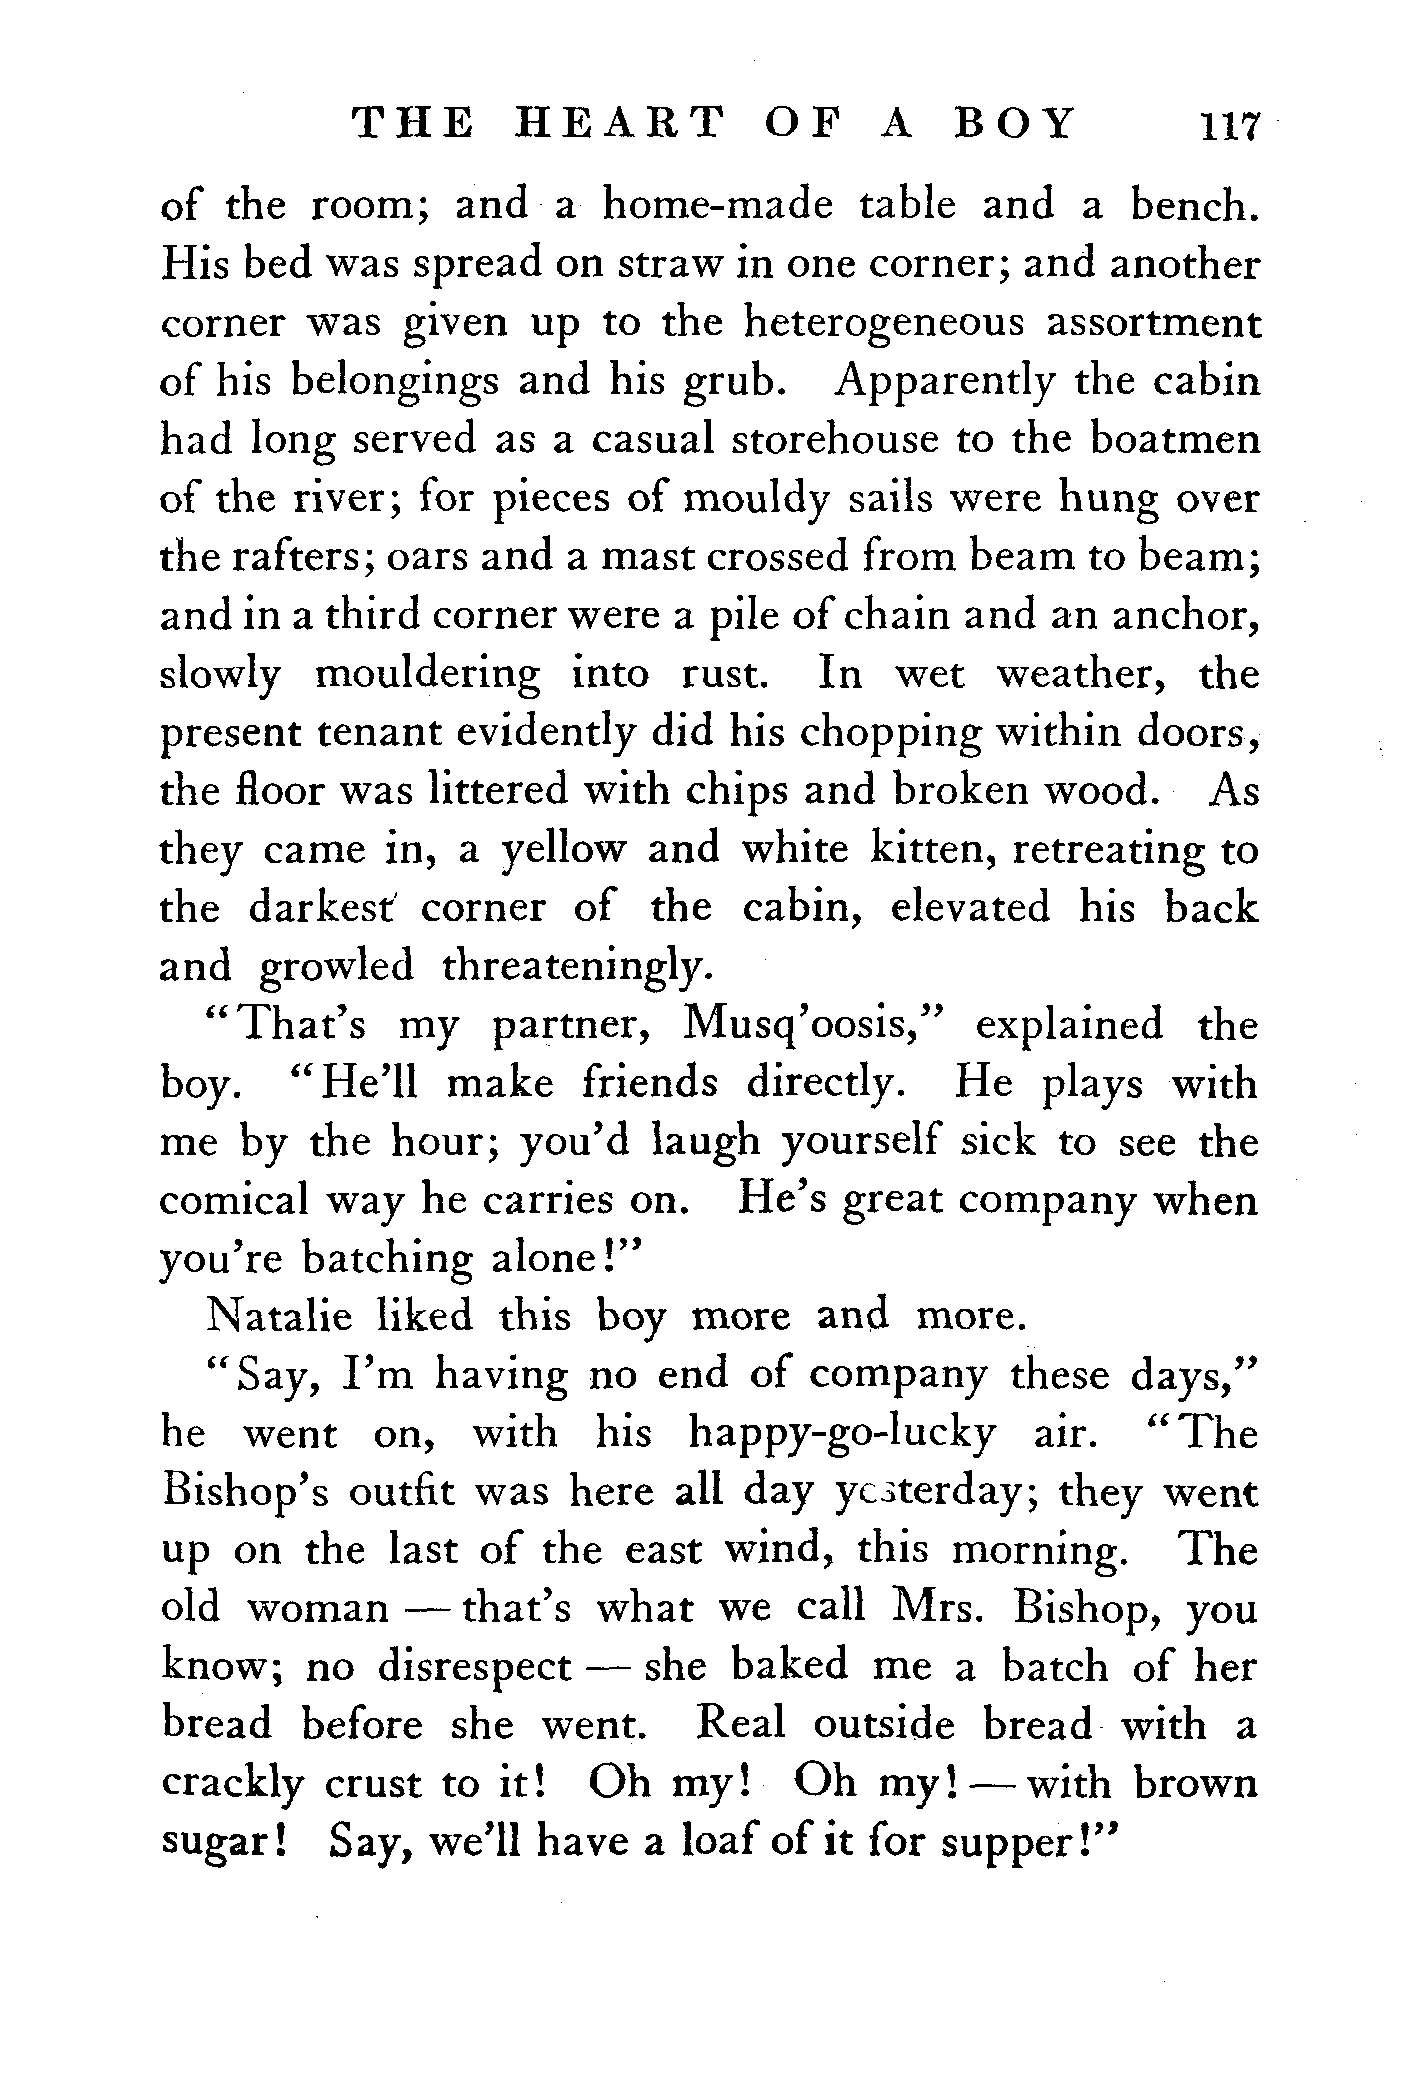 THE HEART OF A BOY 117
of the room; and a home-made table and a bench.
His bed was spread on straw in one corner; and another
corner was given up to the heterogeneous assortment
of his belongings and his grub. Apparently the cabin
had long served as a casual storehouse to the boatmen
of the river; for pieces of mouldy sails were hung over
the rafters; oars and a mast crossed from beam to beam;
and in a third corner were a pile of chain and an anchor,
slowly mouldering into rust. In wet weather, the
present tenant evidently did his chopping within doors,
the floor was littered with chips and broken wood. As
they came in, a yellow and white kitten, retreating to
the darkest corner of the cabin, elevated his back
and growled threateningly.
"That's my partner, Musq'oosis," explained the
boy. "He'll make friends directly. He plays with
me by the hour; you'd laugh yourself sick to see the
comical way he carries on. He's great company when
you're batching alone!"
Natalie liked this boy more and more.
"Say, I'm having no end of company these days,"
he went on, with his happy-go-lucky air. "The
Bishop's outfit was here all day yesterday; they went
up on the last of the east wind, this morning. The
old woman — that's what we call Mrs. Bishop, you
know; no disrespect — she baked me a batch of her
bread before she went. Real outside bread with a
crackly crust to it! Oh my! Oh my! — with brown
sugar! Say, we'll have a loaf of it for supper!"